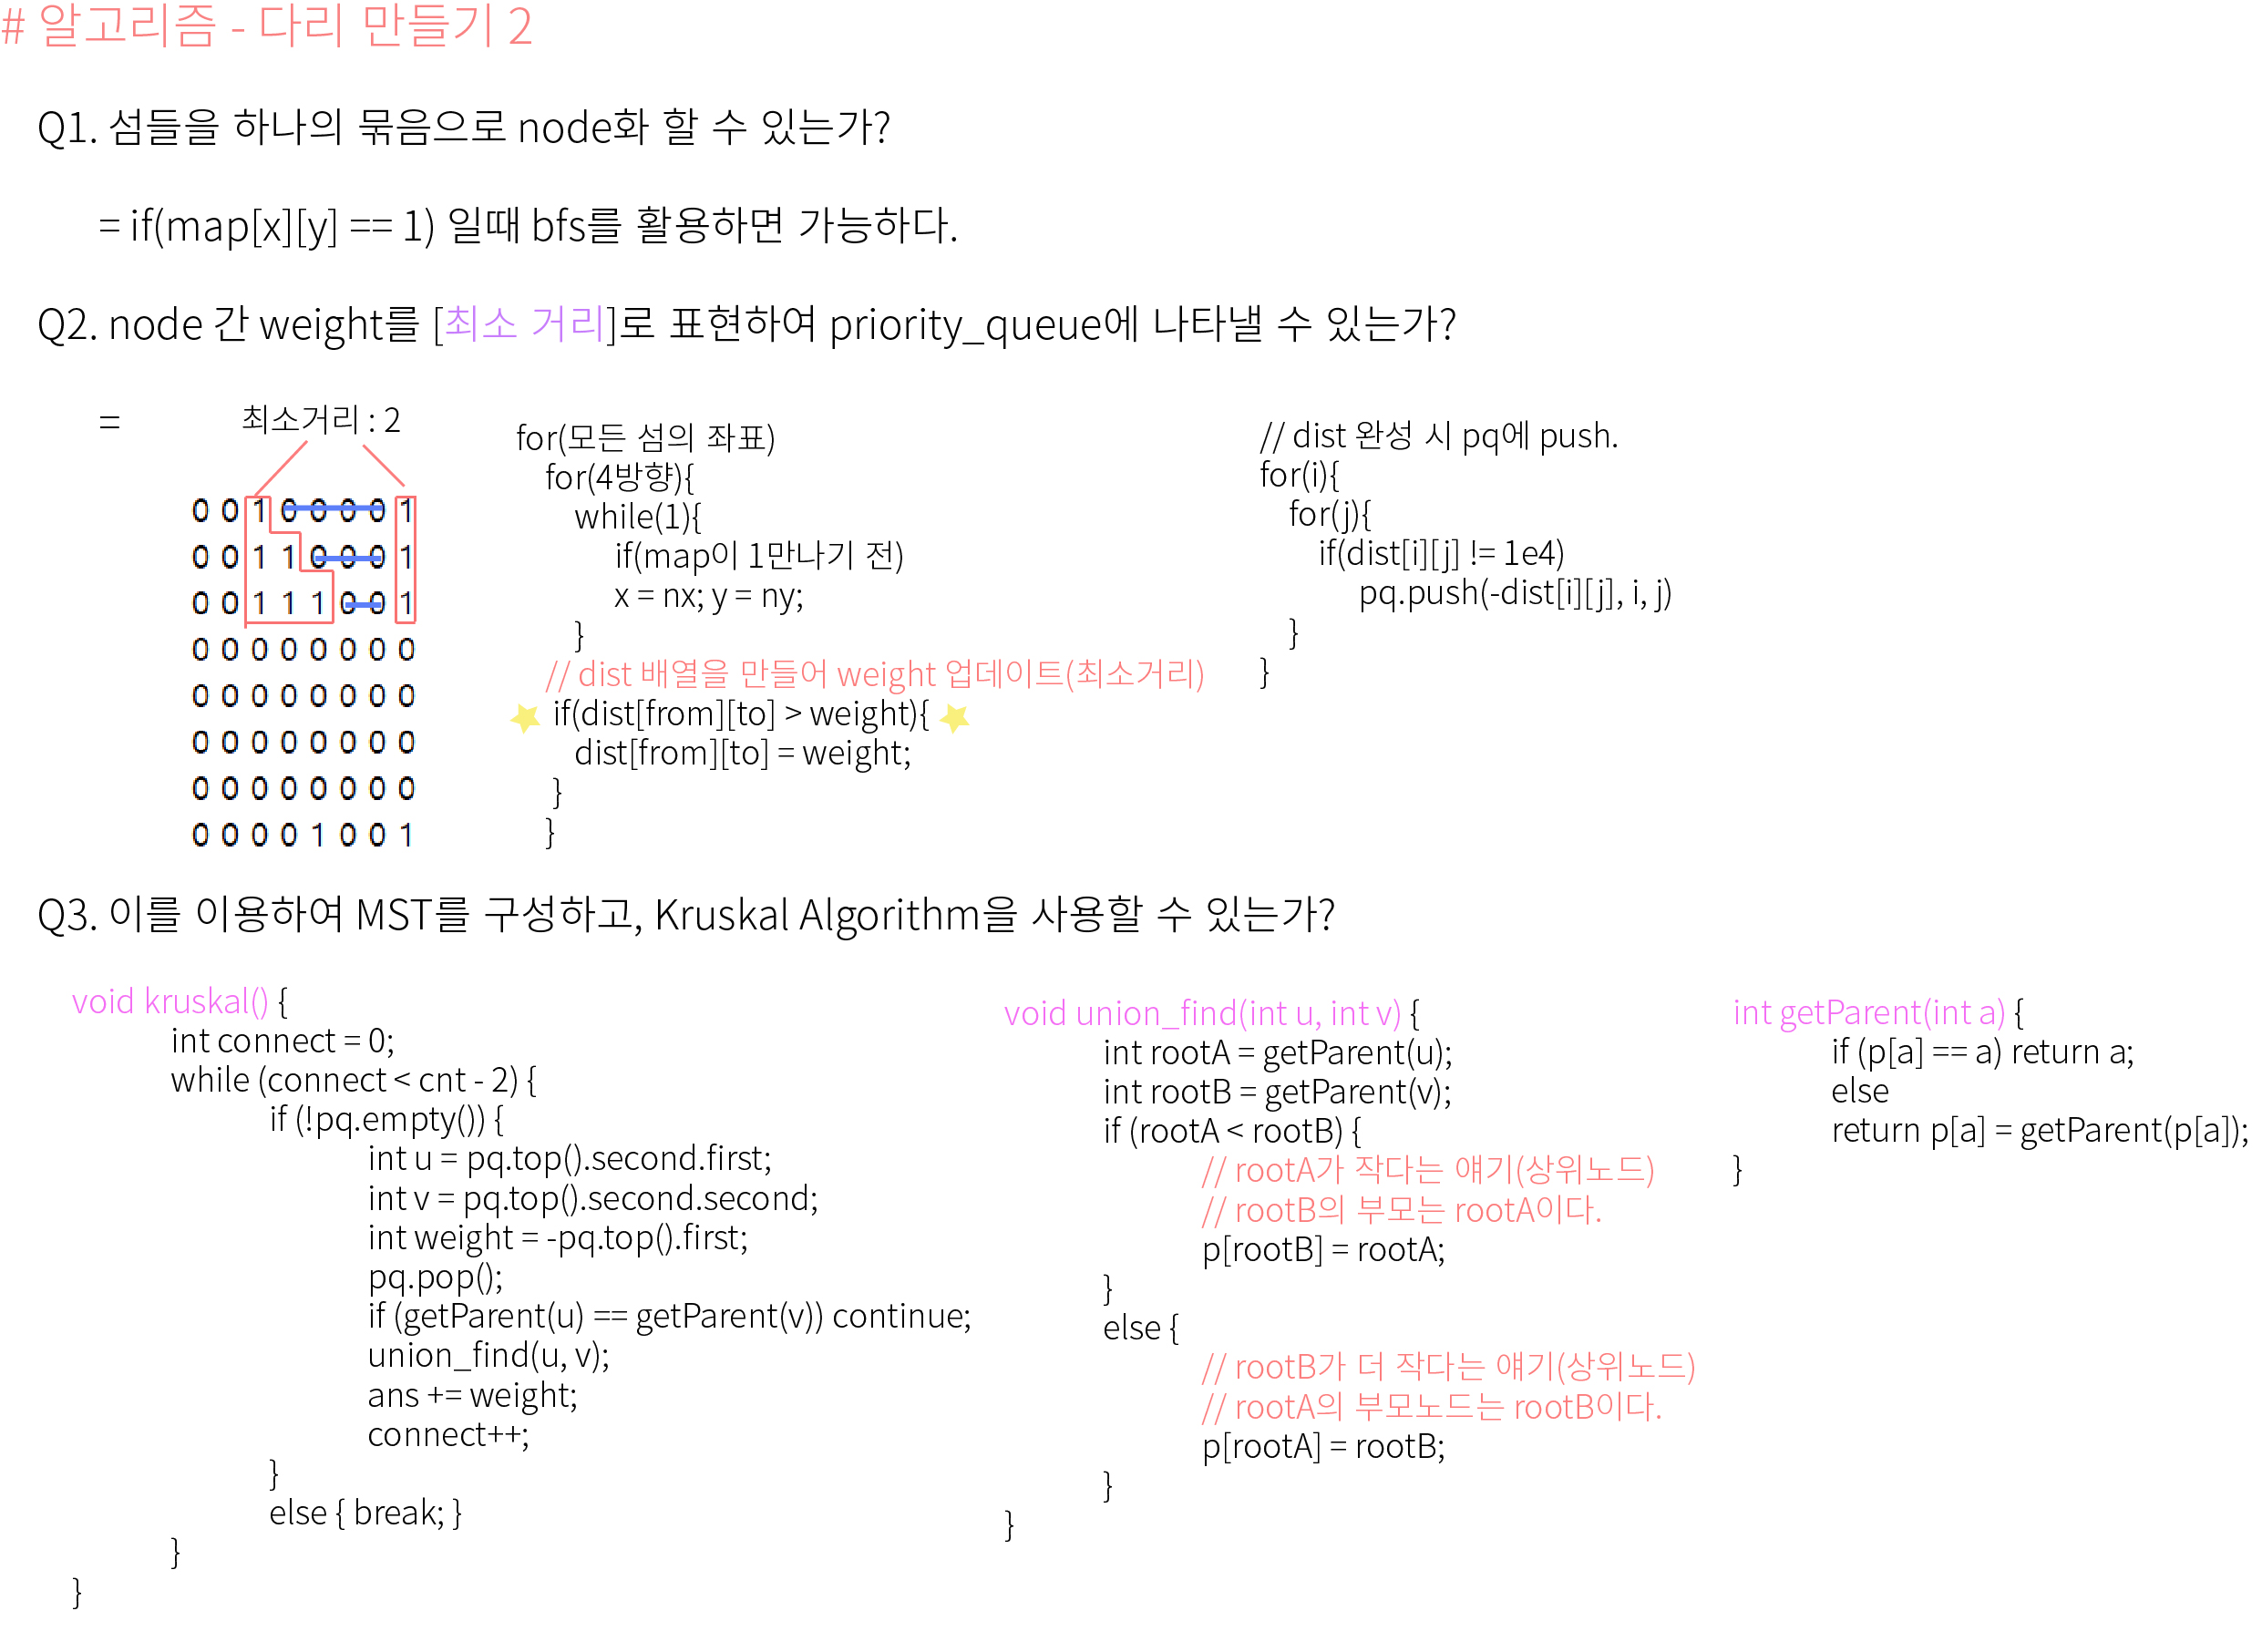 # 알고리즘 - 다리 만들기 2
Q1. 섬들을 하나의 묶음으로 node화 할 수 있는가?
= if(map[x][y] == 1) 일때 bfs를 활용하면 가능하다.
Q2. node 간 weight를 [최소 거리]로 표현하여 priority_queue에 나타낼 수 있는가?
=
최소거리 : 2
0 0 1 0 0 0 0 1
0 0 1 1 0 0 0 1
0 0 1 1 1 0 0 1
0 0 0 0 0 0 0 0
0 0 0 0 0 0 0 0
0 0 0 0 0 0 0 0
0 0 0 0 0 0 0 0
0 0 0 0 1 0 0 1
for(모든 섬의 좌표)
for(4방향){
while(1){
if(map이 1만나기 전)
x = nx; y = ny;
}
// dist 배열을 만들어 weight 업데이트(최소거리)
if(dist[from][to] > weight){
dist[from][to] = weight;
}
}
// dist 완성 시 pq에 push.
for(i){
for(j){
if(dist[i][j] != 1e4)
pq.push(-dist[i][j], i, j)
}
}
Q3. 이를 이용하여 MST를 구성하고, Kruskal Algorithm을 사용할 수 있는가?
void kruskal() {
int connect = 0;
while (connect < cnt - 2) {
if (!pq.empty()) {
int u = pq.top().second.first;
int v = pq.top().second.second;
int weight = -pq.top().first;
pq.pop();
if (getParent(u) == getParent(v)) continue;
union_find(u, v);
ans += weight;
connect++;
}
else { break; }
}
}
void union_find(int u, int v) {
int rootA = getParent(u);
int rootB = getParent(v);
if (rootA < rootB) {
// rootA가 작다는 얘기(상위노드)
// rootB의 부모는 rootA이다.
p[rootB] = rootA;
}
else {
// rootB가 더 작다는 얘기(상위노드)
// rootA의 부모노드는 rootB이다.
p[rootA] = rootB;
}
}
int getParent(int a) {
if (p[a] == a) return a;
else
return p[a] = getParent(p[a]);
}